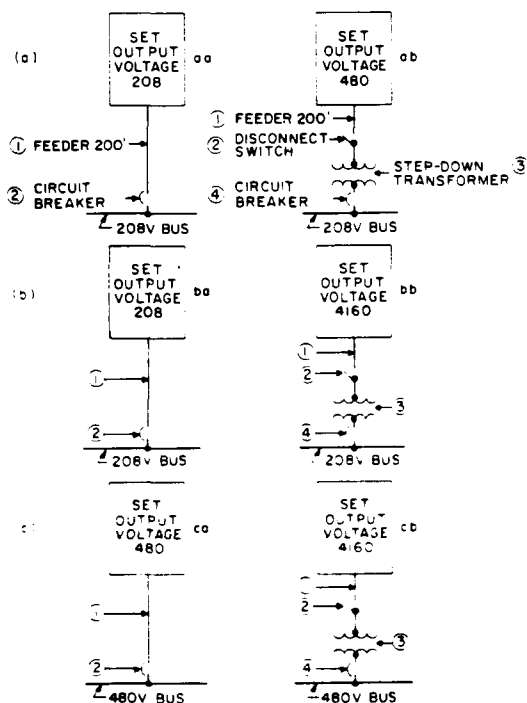 (a)
SET
OUTPUT
VOLTAGE
208
aa
① FEEDER 200'
② CIRCUIT
BREAKER
208V BUS
SET
OUTPUT
VOLTAGE
480
ab
① FEEDER 200'
② DISCONNECT
SWITCH
STEP-DOWN ③
TRANSFORMER
④ CIRCUIT
BREAKER
208V BUS
(b)
SET
OUTPUT
VOLTAGE
208
ba
①
②
208V BUS
SET
OUTPUT
VOLTAGE
4160
bb
①
②
③
④
208V BUS
c)
SET
OUTPUT
VOLTAGE
480
ca
①
②
480V BUS
SET
OUTPUT
VOLTAGE
4160
cb
①
②
③
④
480V BUS